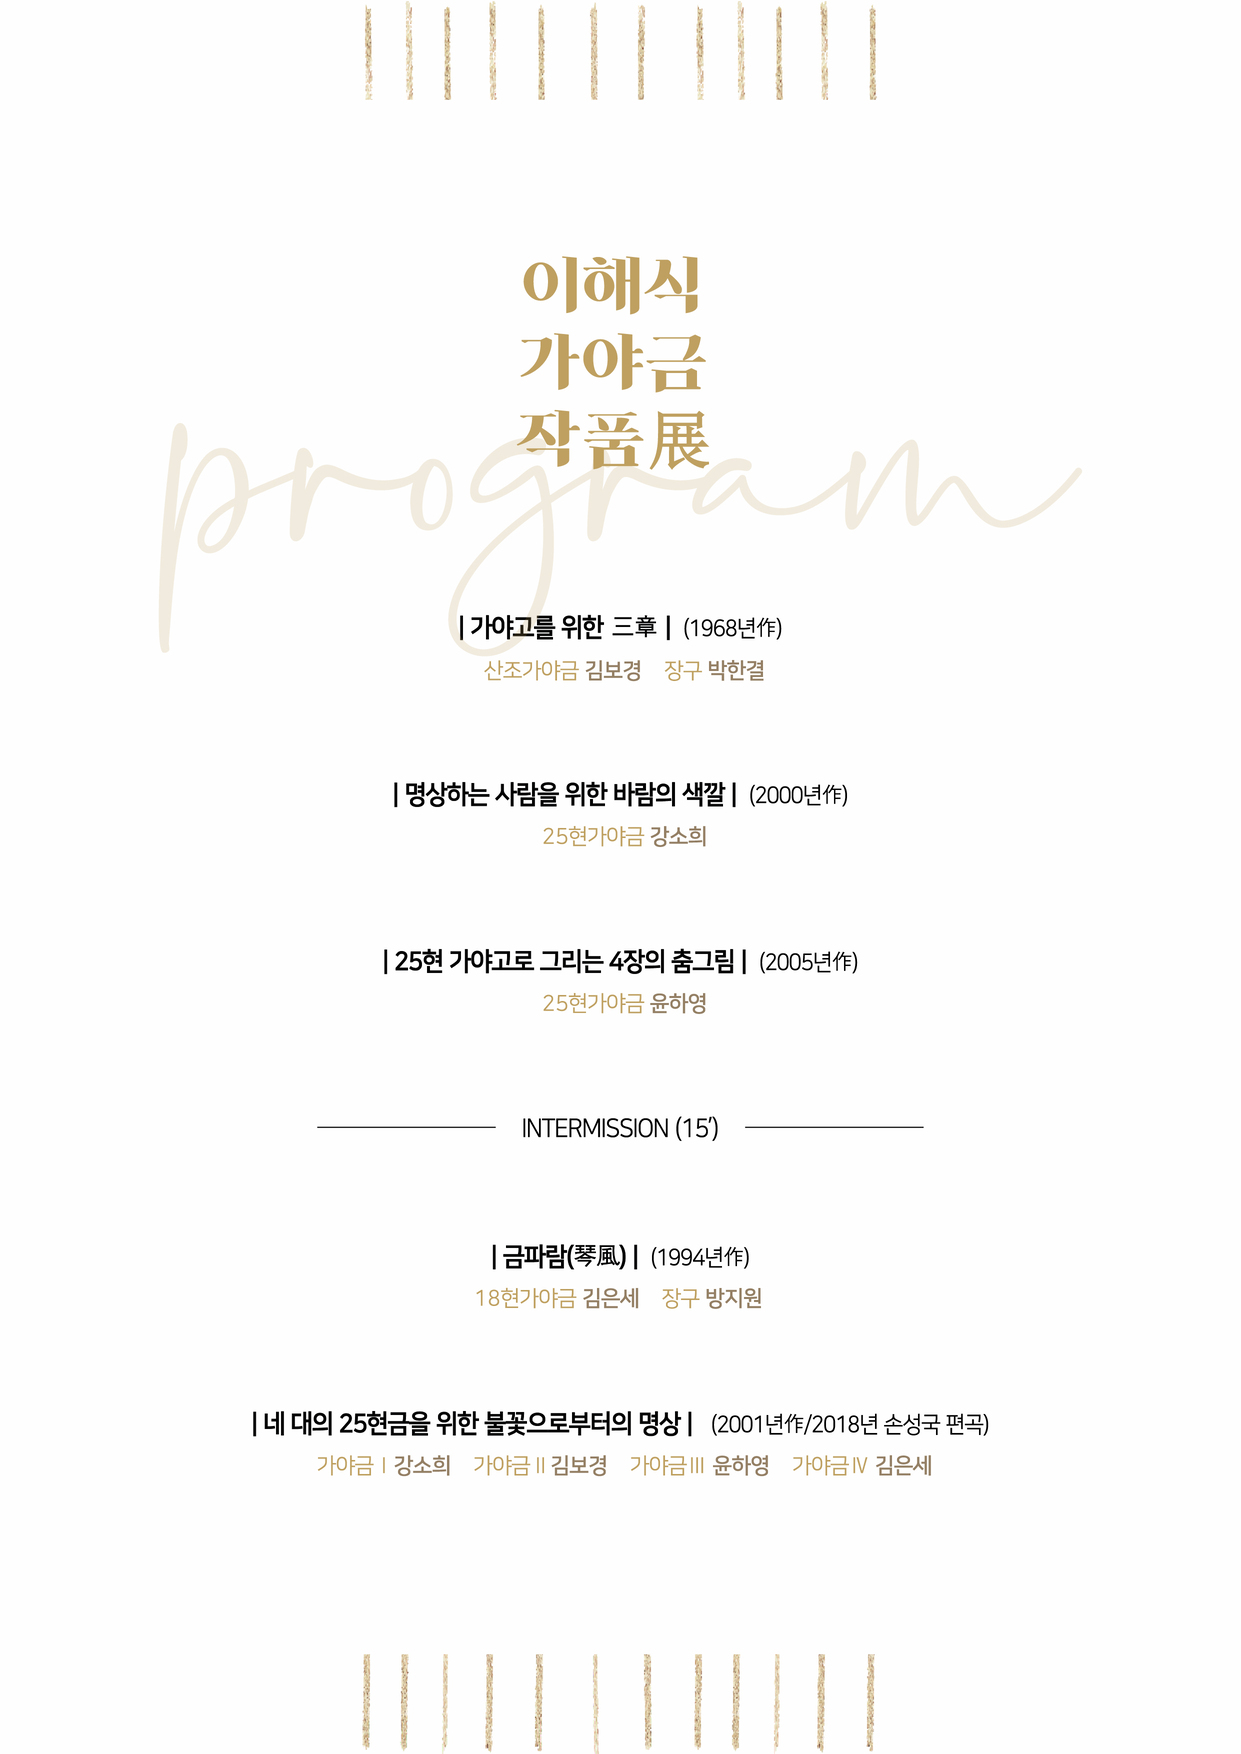 이해식
가야금
작품展
program
| 가야고를 위한 三章 | (1968년作)
산조가야금 김보경 장구 박한결
| 명상하는 사람을 위한 바람의 색깔 | (2000년作)
25현가야금 강소희
| 25현 가야고로 그리는 4장의 춤그림 | (2005년作)
25현가야금 윤하영
INTERMISSION (15′)
| 금파람(琴風) | (1994년作)
18현가야금 김은세 장구 방지원
| 네 대의 25현금을 위한 불꽃으로부터의 명상 | (2001년作/2018년 손성국 편곡)
가야금Ⅰ 강소희 가야금Ⅱ 김보경 가야금Ⅲ 윤하영 가야금Ⅳ 김은세